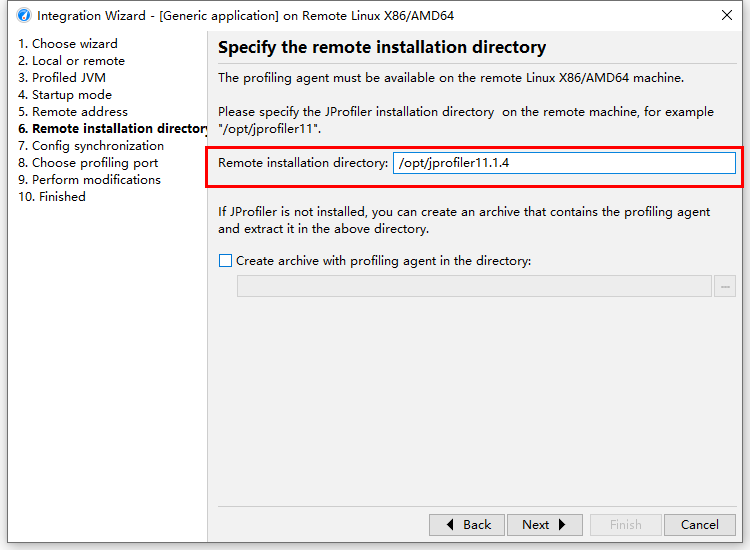 Integration Wizard - [Generic application] on Remote Linux X86/AMD64
1. Choose wizard
2. Local or remote
3. Profiled JVM
4. Startup mode
5. Remote address
6. Remote installation directory
7. Config synchronization
8. Choose profiling port
9. Perform modifications
10. Finished
Specify the remote installation directory
The profiling agent must be available on the remote Linux X86/AMD64 machine.
Please specify the JProfiler installation directory on the remote machine, for example
"/opt/jprofiler11".
Remote installation directory: /opt/jprofiler11.1.4
If JProfiler is not installed, you can create an archive that contains the profiling agent
and extract it in the above directory.
Create archive with profiling agent in the directory:
...
Back Next Finish Cancel